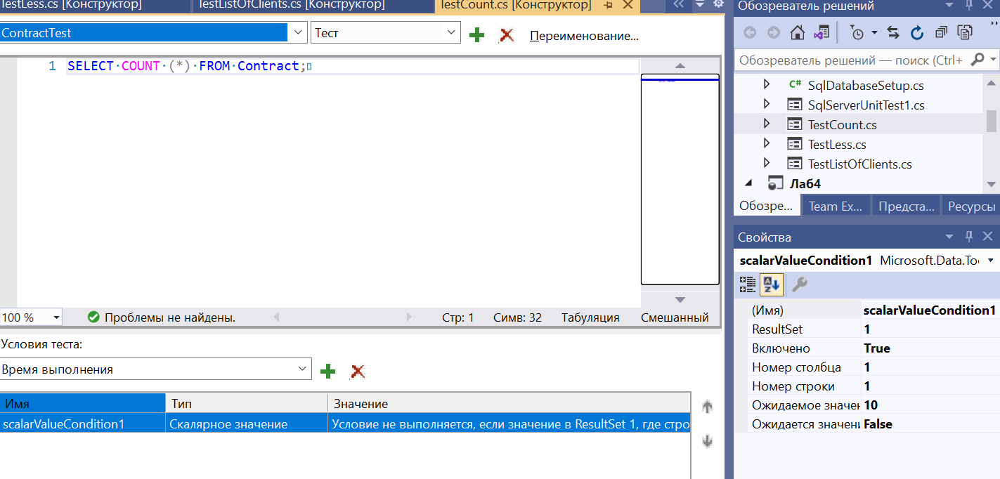 TestLess.cs [Конструктор]
TestListOfClients.cs [Конструктор]
TestCount.cs [Конструктор]
ContractTest
Тест
Переименование...
1 SELECT COUNT (*) FROM Contract;
100 %
Проблемы не найдены.
Стр: 1
Симв: 32
Табуляция
Смешанный
Условия теста:
Время выполнения
Имя Тип Значение
scalarValueCondition1 Скалярное значение Условие не выполняется, если значение в ResultSet 1, где стро
Обозреватель решений
Обозреватель решений — поиск (Ctrl+
C# SqlDatabaseSetup.cs
SqlServerUnitTest1.cs
TestCount.cs
TestLess.cs
TestListOfClients.cs
Лаб4
Обозре... Team Ex... Предста... Ресурсы
Свойства
scalarValueCondition1 Microsoft.Data.Too
(Имя) scalarValueCondition1
ResultSet 1
Включено True
Номер столбца 1
Номер строки 1
Ожидаемое значен 10
Ожидается значени False